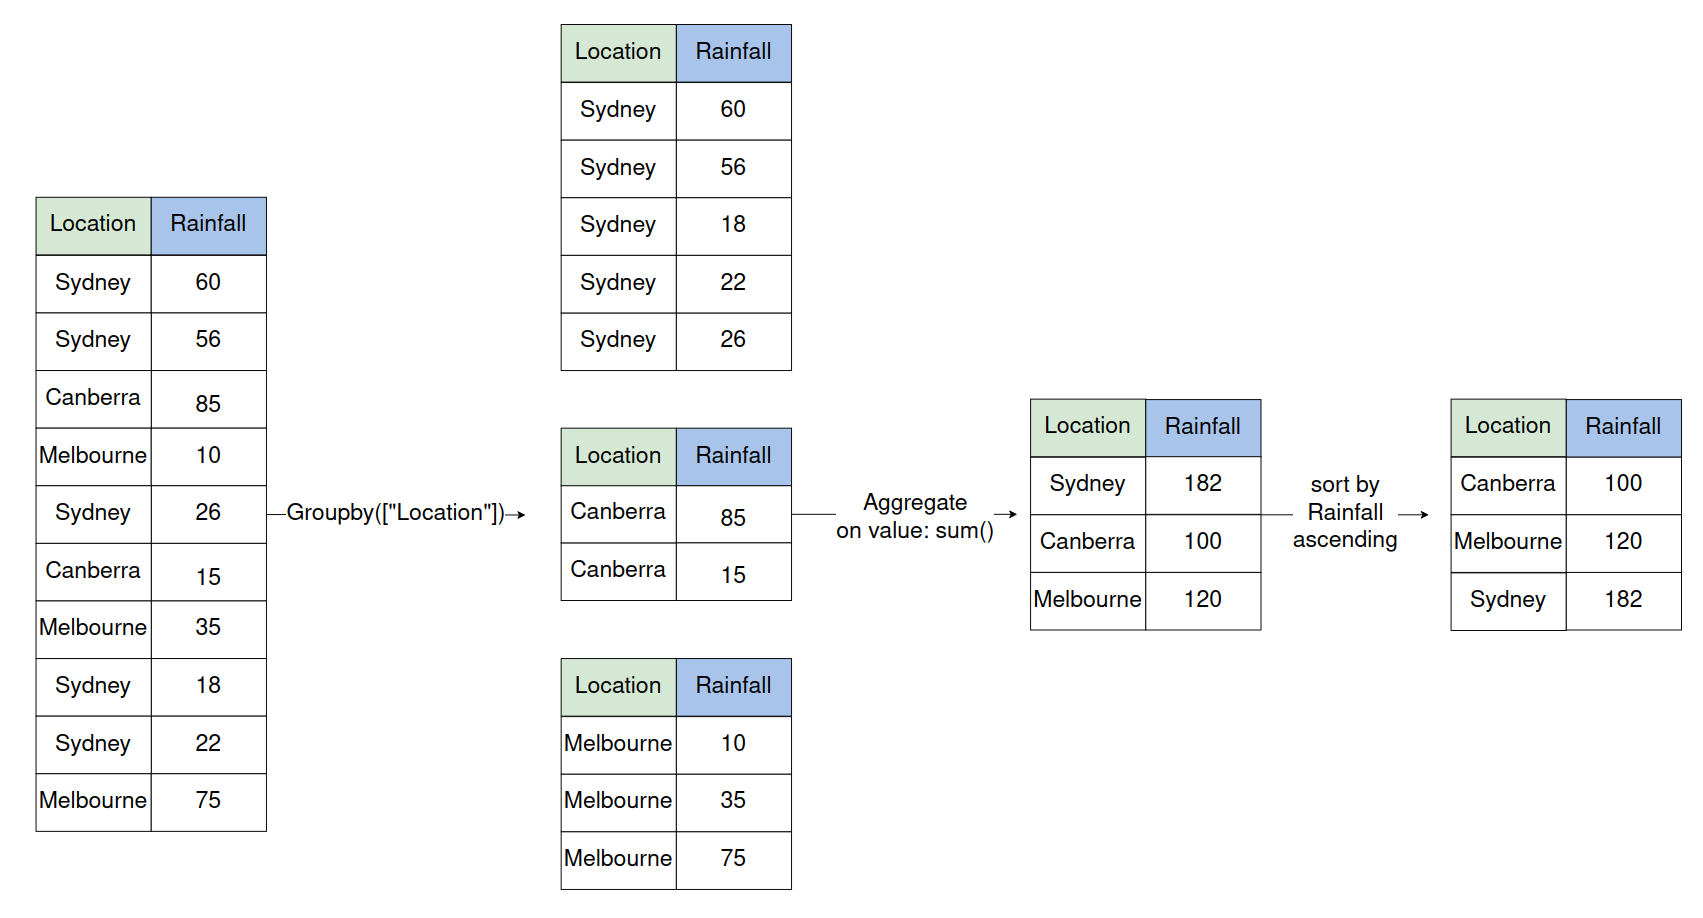 Location Rainfall
Sydney 60
Sydney 56
Canberra 85
Melbourne 10
Sydney 26
Canberra 15
Melbourne 35
Sydney 18
Sydney 22
Melbourne 75
Groupby(["Location"])
Location Rainfall
Sydney 60
Sydney 56
Sydney 18
Sydney 22
Sydney 26
Location Rainfall
Canberra 85
Canberra 15
Location Rainfall
Melbourne 10
Melbourne 35
Melbourne 75
Aggregate
on value: sum()
Location Rainfall
Sydney 182
Canberra 100
Melbourne 120
sort by
Rainfall
ascending
Location Rainfall
Canberra 100
Melbourne 120
Sydney 182